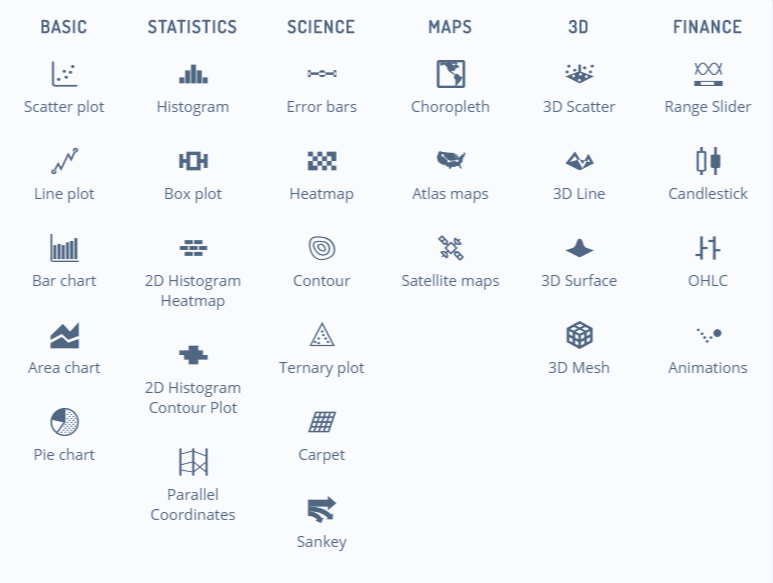 BASIC
Scatter plot
Line plot
Bar chart
Area chart
Pie chart
STATISTICS
Histogram
Box plot
2D Histogram
Heatmap
2D Histogram
Contour Plot
Parallel
Coordinates
SCIENCE
Error bars
Heatmap
Contour
Ternary plot
Carpet
Sankey
MAPS
Choropleth
Atlas maps
Satellite maps
3D
3D Scatter
3D Line
3D Surface
3D Mesh
FINANCE
Range Slider
Candlestick
OHLC
Animations